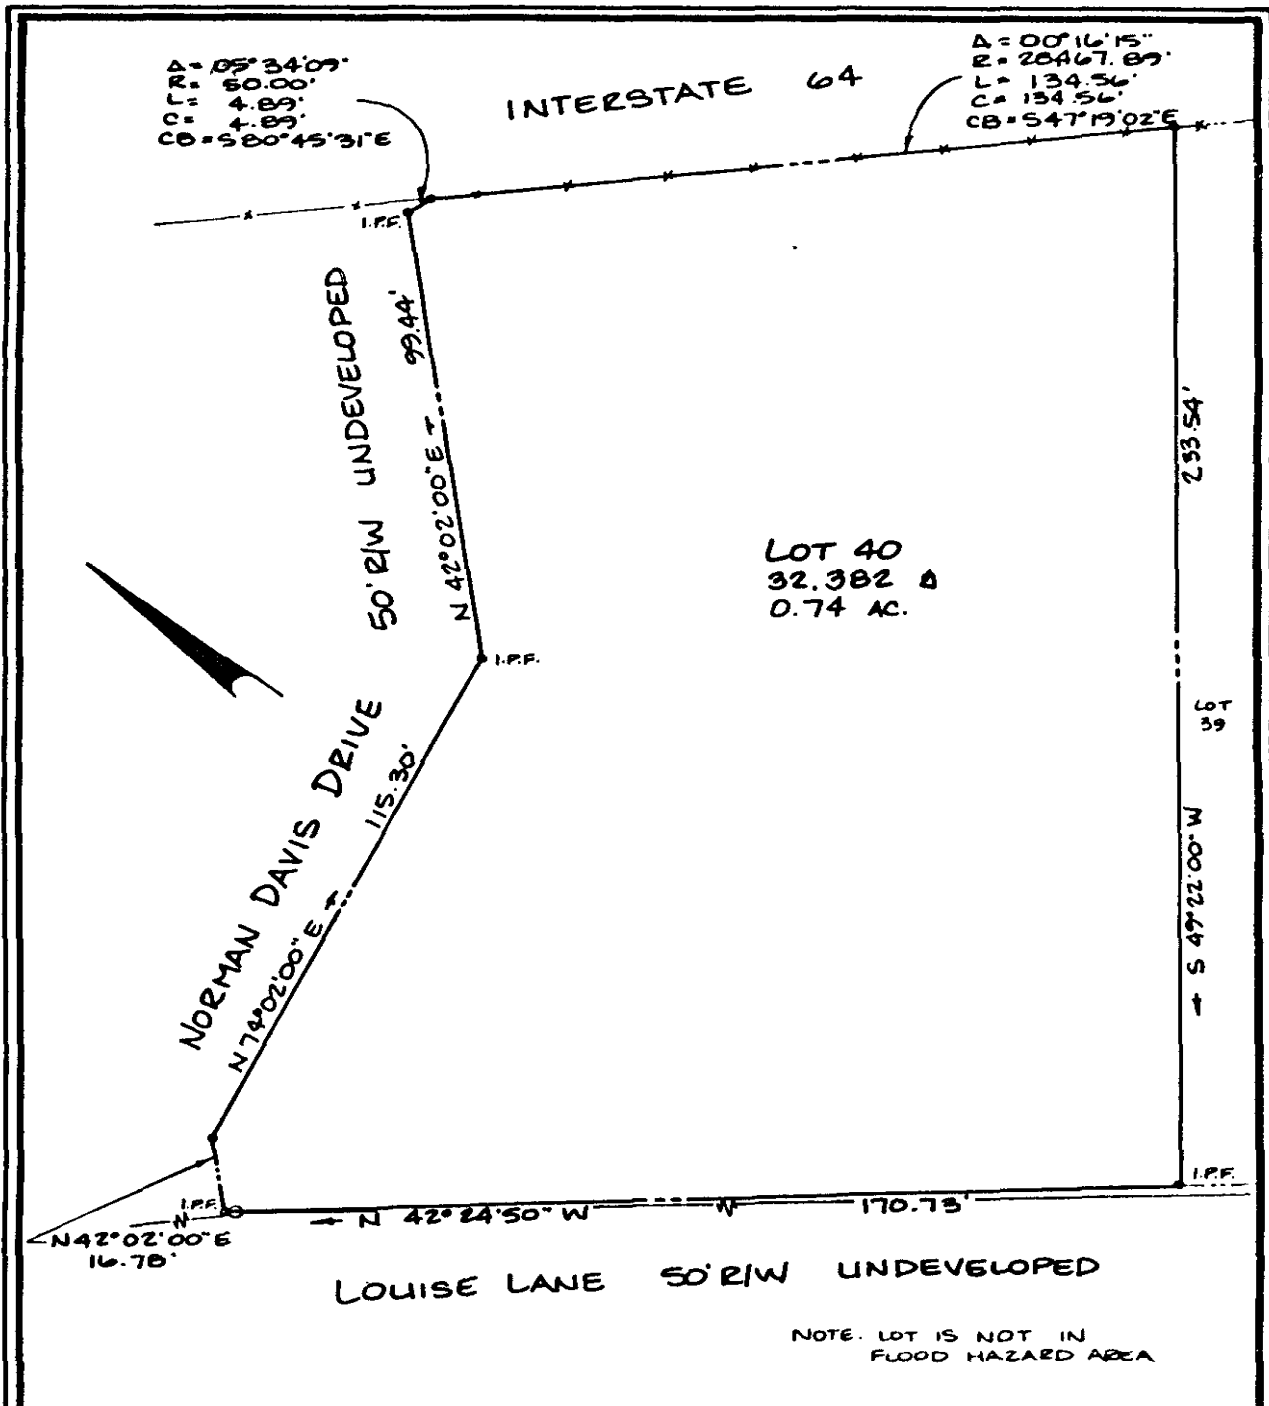 Δ= 05°34'09"
R= 50.00'
L= 4.89'
C= 4.89'
CB=S80°45'31"E
INTERSTATE 64
Δ= 00°16'15"
R= 28467.89'
L= 134.56'
C= 134.56'
CB=S47°19'02"E
I.P.F.
99.44'
N 42°02'00"E
50' R/W UNDEVELOPED
233.54'
LOT 40
32.382
0.74 AC.
I.P.F.
LOT
39
NORMAN DAVIS DRIVE
115.30'
N 74°02'00"E
S 49°22'00"W
I.P.F.
I.P.F.
N 42°24'50"W 170.73'
N42°02'00"E
16.78'
LOUISE LANE 50' R/W UNDEVELOPED
NOTE. LOT IS NOT IN
FLOOD HAZARD AREA